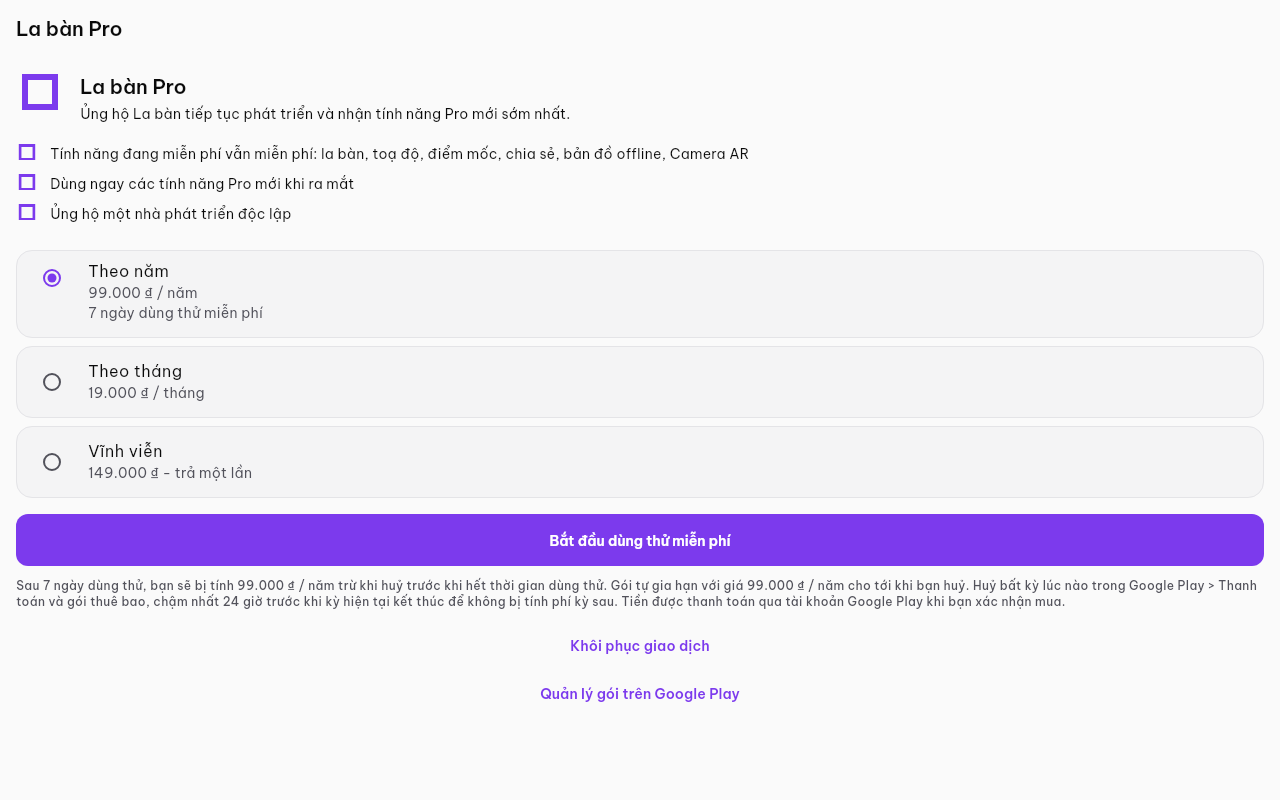 La bàn Pro
La bàn Pro
Ủng hộ La bàn tiếp tục phát triển và nhận tính năng Pro mới sớm nhất.
Tính năng đang miễn phí vẫn miễn phí: la bàn, toạ độ, điểm mốc, chia sẻ, bản đồ offline, Camera AR
Dùng ngay các tính năng Pro mới khi ra mắt
Ủng hộ một nhà phát triển độc lập
Theo năm
99.000 ₫ / năm
7 ngày dùng thử miễn phí
Theo tháng
19.000 ₫ / tháng
Vĩnh viễn
149.000 ₫ – trả một lần
Bắt đầu dùng thử miễn phí
Sau 7 ngày dùng thử, bạn sẽ bị tính 99.000 ₫ / năm trừ khi huỷ trước khi hết thời gian dùng thử. Gói tự gia hạn với giá 99.000 ₫ / năm cho tới khi bạn huỷ. Huỷ bất kỳ lúc nào trong Google Play > Thanh
toán và gói thuê bao, chậm nhất 24 giờ trước khi kỳ hiện tại kết thúc để không bị tính phí kỳ sau. Tiền được thanh toán qua tài khoản Google Play khi bạn xác nhận mua.
Khôi phục giao dịch
Quản lý gói trên Google Play